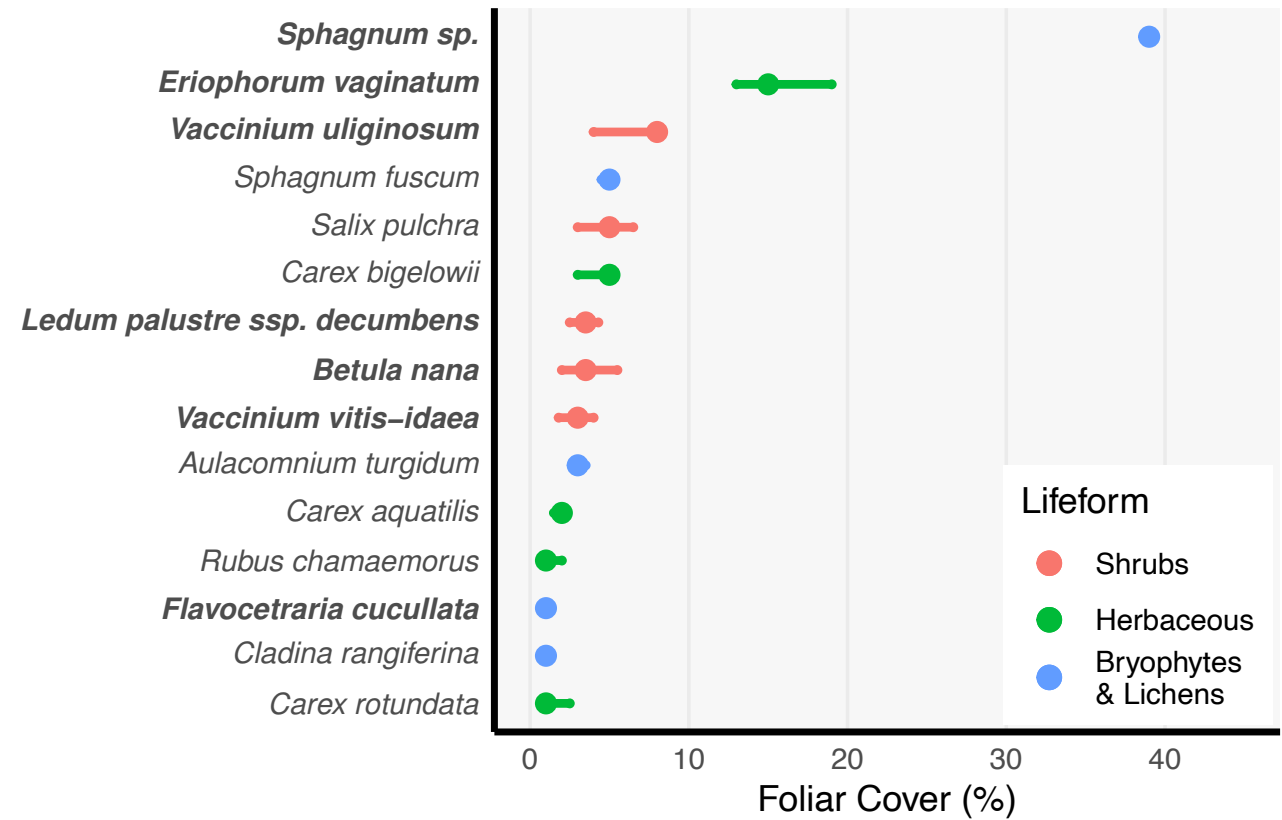 Sphagnum sp.
Eriophorum vaginatum
Vaccinium uliginosum
Sphagnum fuscum
Salix pulchra
Carex bigelowii
Ledum palustre ssp. decumbens
Betula nana
Vaccinium vitis−idaea
Aulacomnium turgidum
Carex aquatilis
Rubus chamaemorus
Flavocetraria cucullata
Cladina rangiferina
Carex rotundata
Lifeform
Shrubs
Herbaceous
Bryophytes
& Lichens
0 10 20 30 40
Foliar Cover (%)